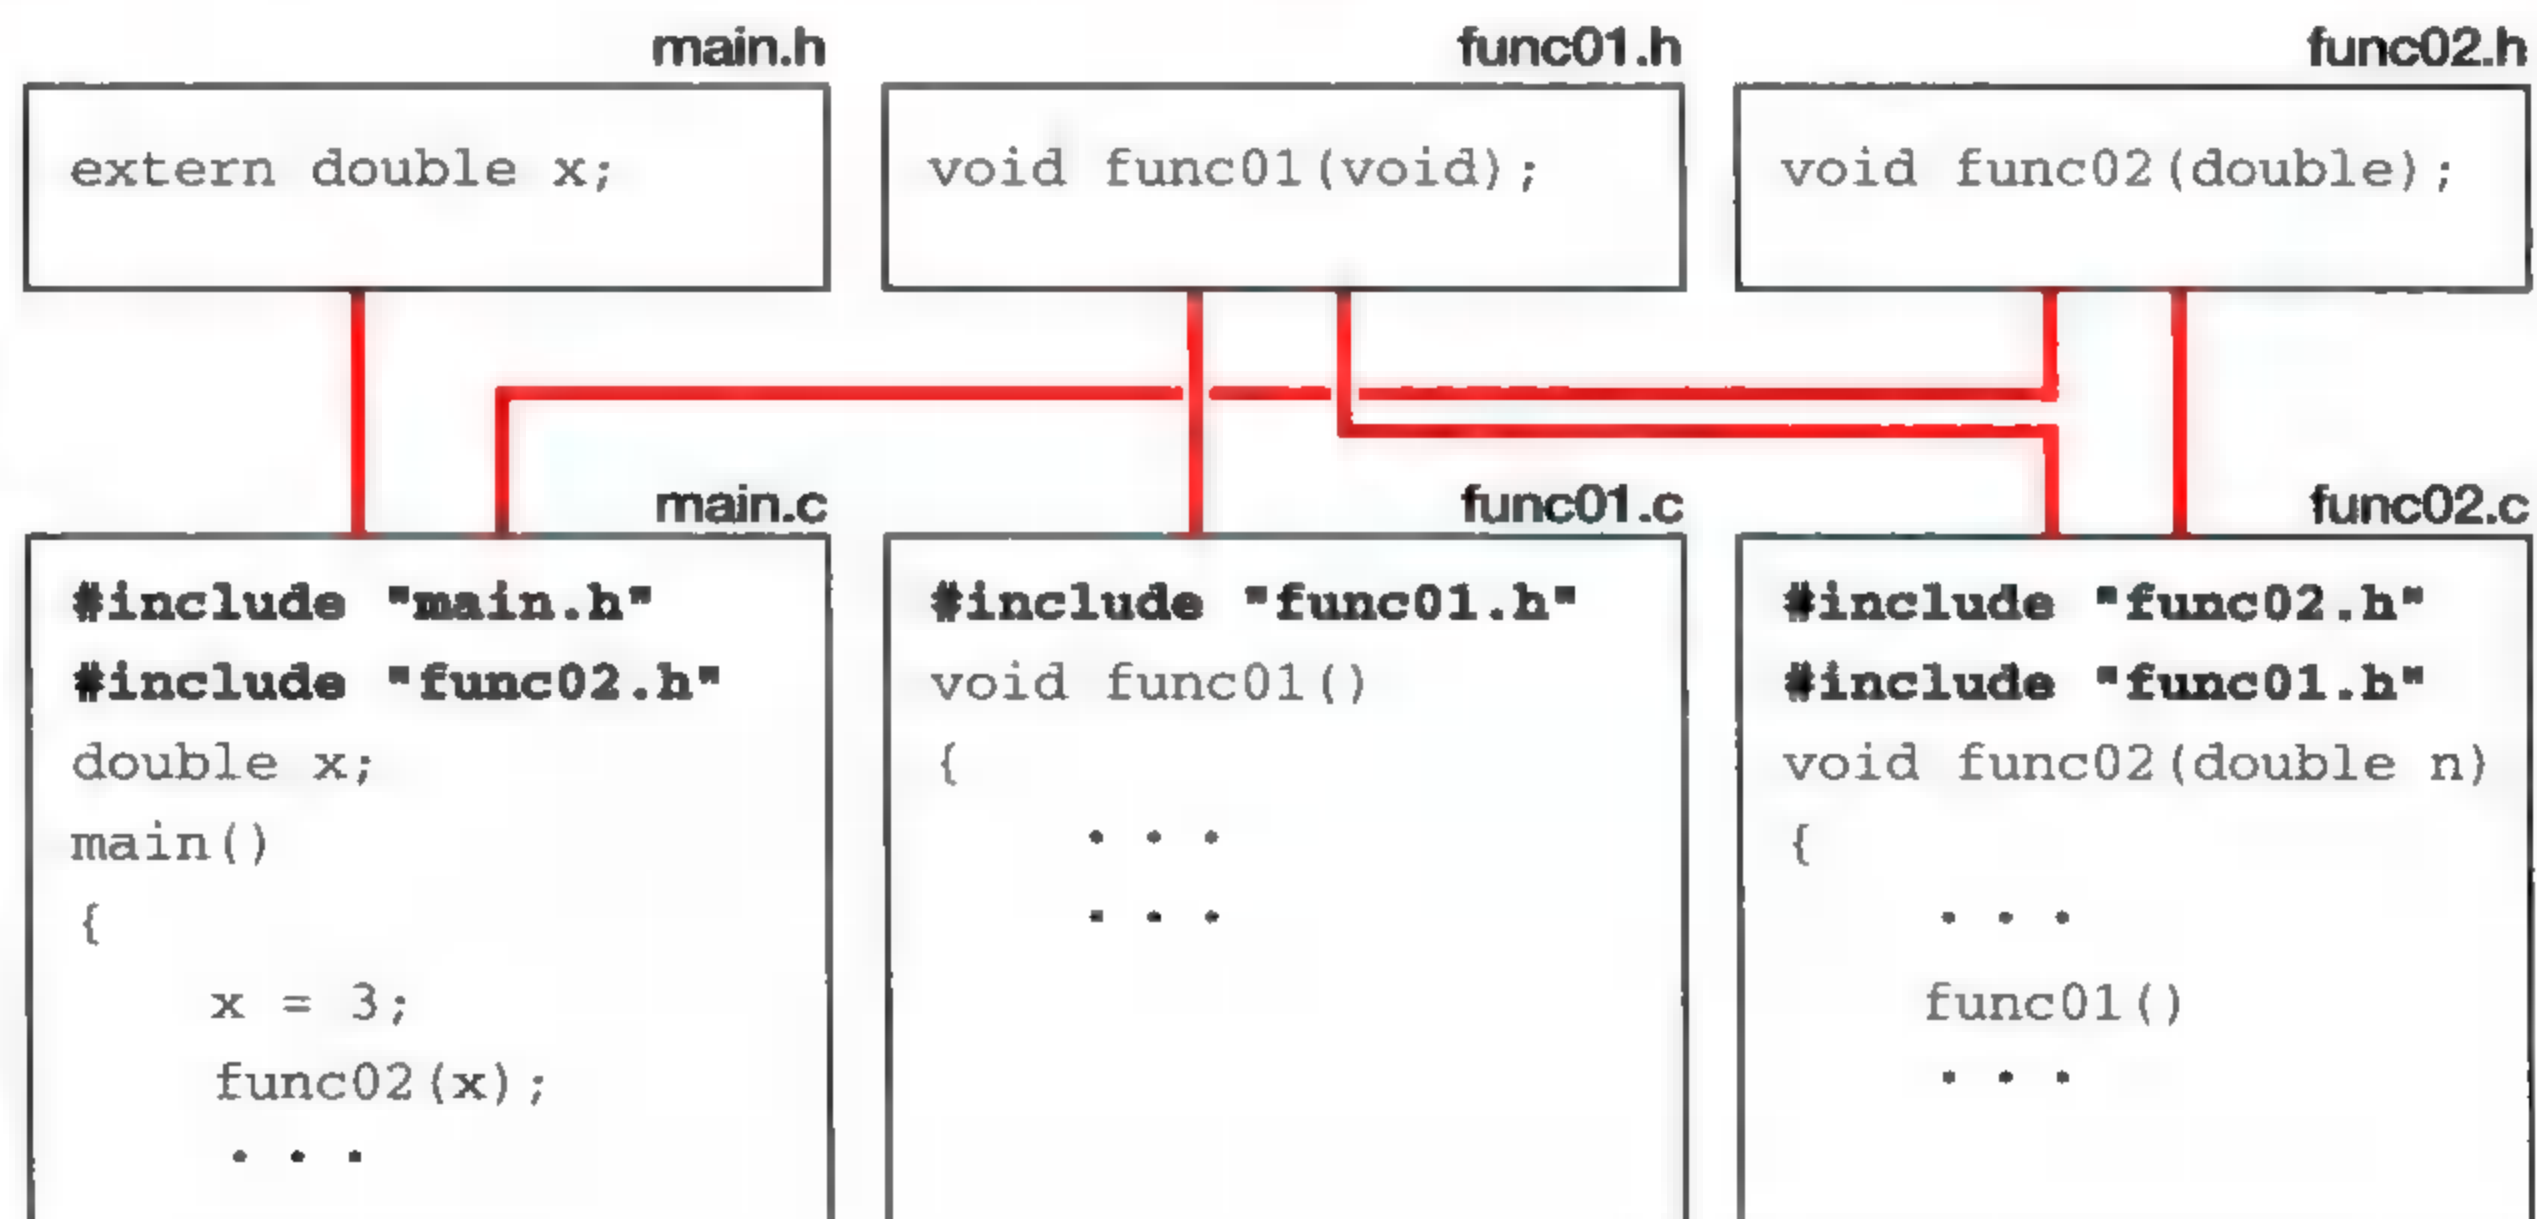 main.h
extern double x;
func01.h
void func01(void);
func02.h
void func02(double);
main.c
#include "main.h"
#include "func02.h"
double x;
main()
{
x = 3;
func02(x);
. . .
func01.c
#include "func01.h"
void func01()
{
. . .
. . .
func02.c
#include "func02.h"
#include "func01.h"
void func02(double n)
{
. . .
func01()
. . .